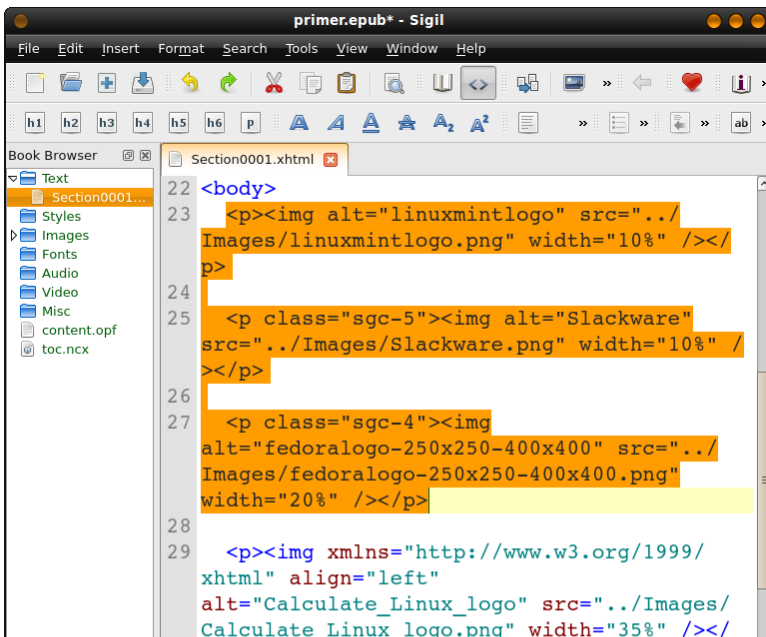 primer.epub* - Sigil
File Edit Insert Format Search Tools View Window Help
h1 h2 h3 h4 h5 h6 P A A A A A₂ A² » » » ab
Book Browser
Section0001.xhtml
Text
Section0001...
Styles
Images
Fonts
Audio
Video
Misc
content.opf
toc.ncx
22 <body>
23 <p><img alt="linuxmintlogo" src="../
Images/linuxmintlogo.png" width="10%" /></
p>
24
25 <p class="sgc-5"><img alt="Slackware"
src="../Images/Slackware.png" width="10%" /
></p>
26
27 <p class="sgc-4"><img
alt="fedoralogo-250x250-400x400" src="../
Images/fedoralogo-250x250-400x400.png"
width="20%" /></p>
28
29 <p><img xmlns="http://www.w3.org/1999/
xhtml" align="left"
alt="Calculate_Linux_logo" src="../Images/
Calculate_Linux_logo.png" width="35%" /></